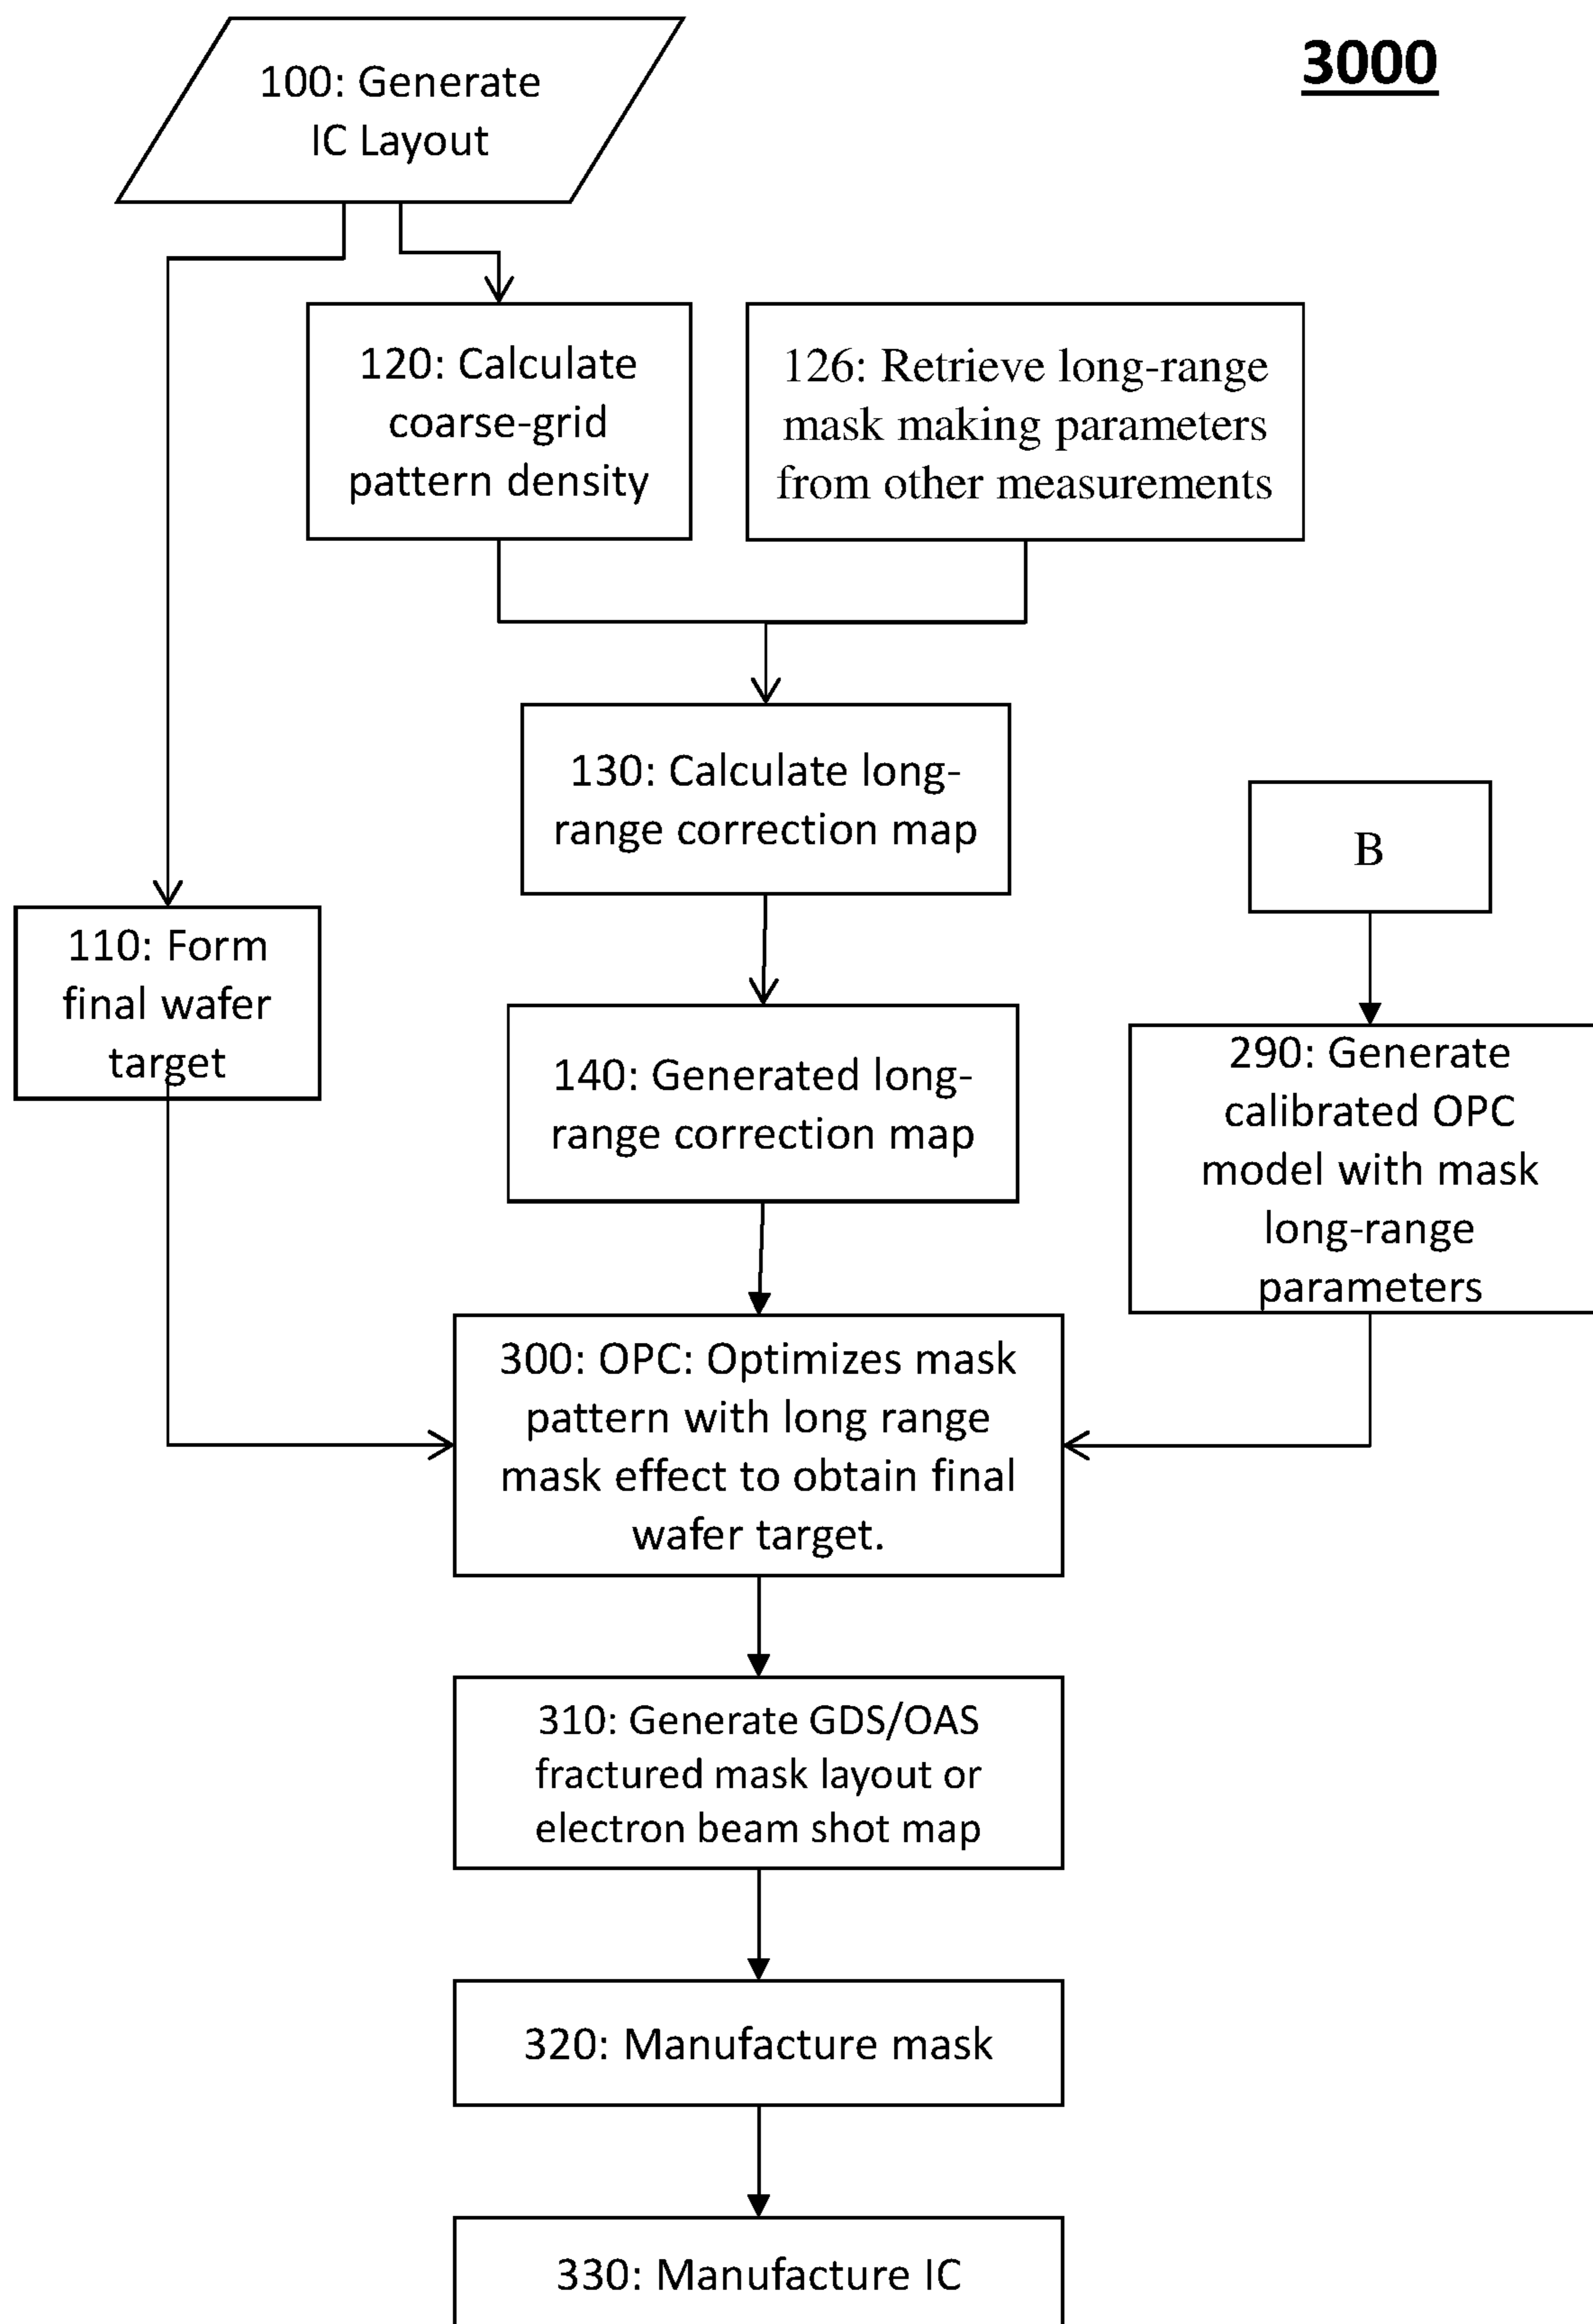 3000
100: Generate
IC Layout
120: Calculate
coarse-grid
pattern density
126: Retrieve long-range
mask making parameters
from other measurements
130: Calculate long-
range correction map
B
110: Form
final wafer
target
140: Generated long-
range correction map
290: Generate
calibrated OPC
model with mask
long-range
parameters
300: OPC: Optimizes mask
pattern with long range
mask effect to obtain final
wafer target.
310: Generate GDS/OAS
fractured mask layout or
electron beam shot map
320: Manufacture mask
330: Manufacture IC